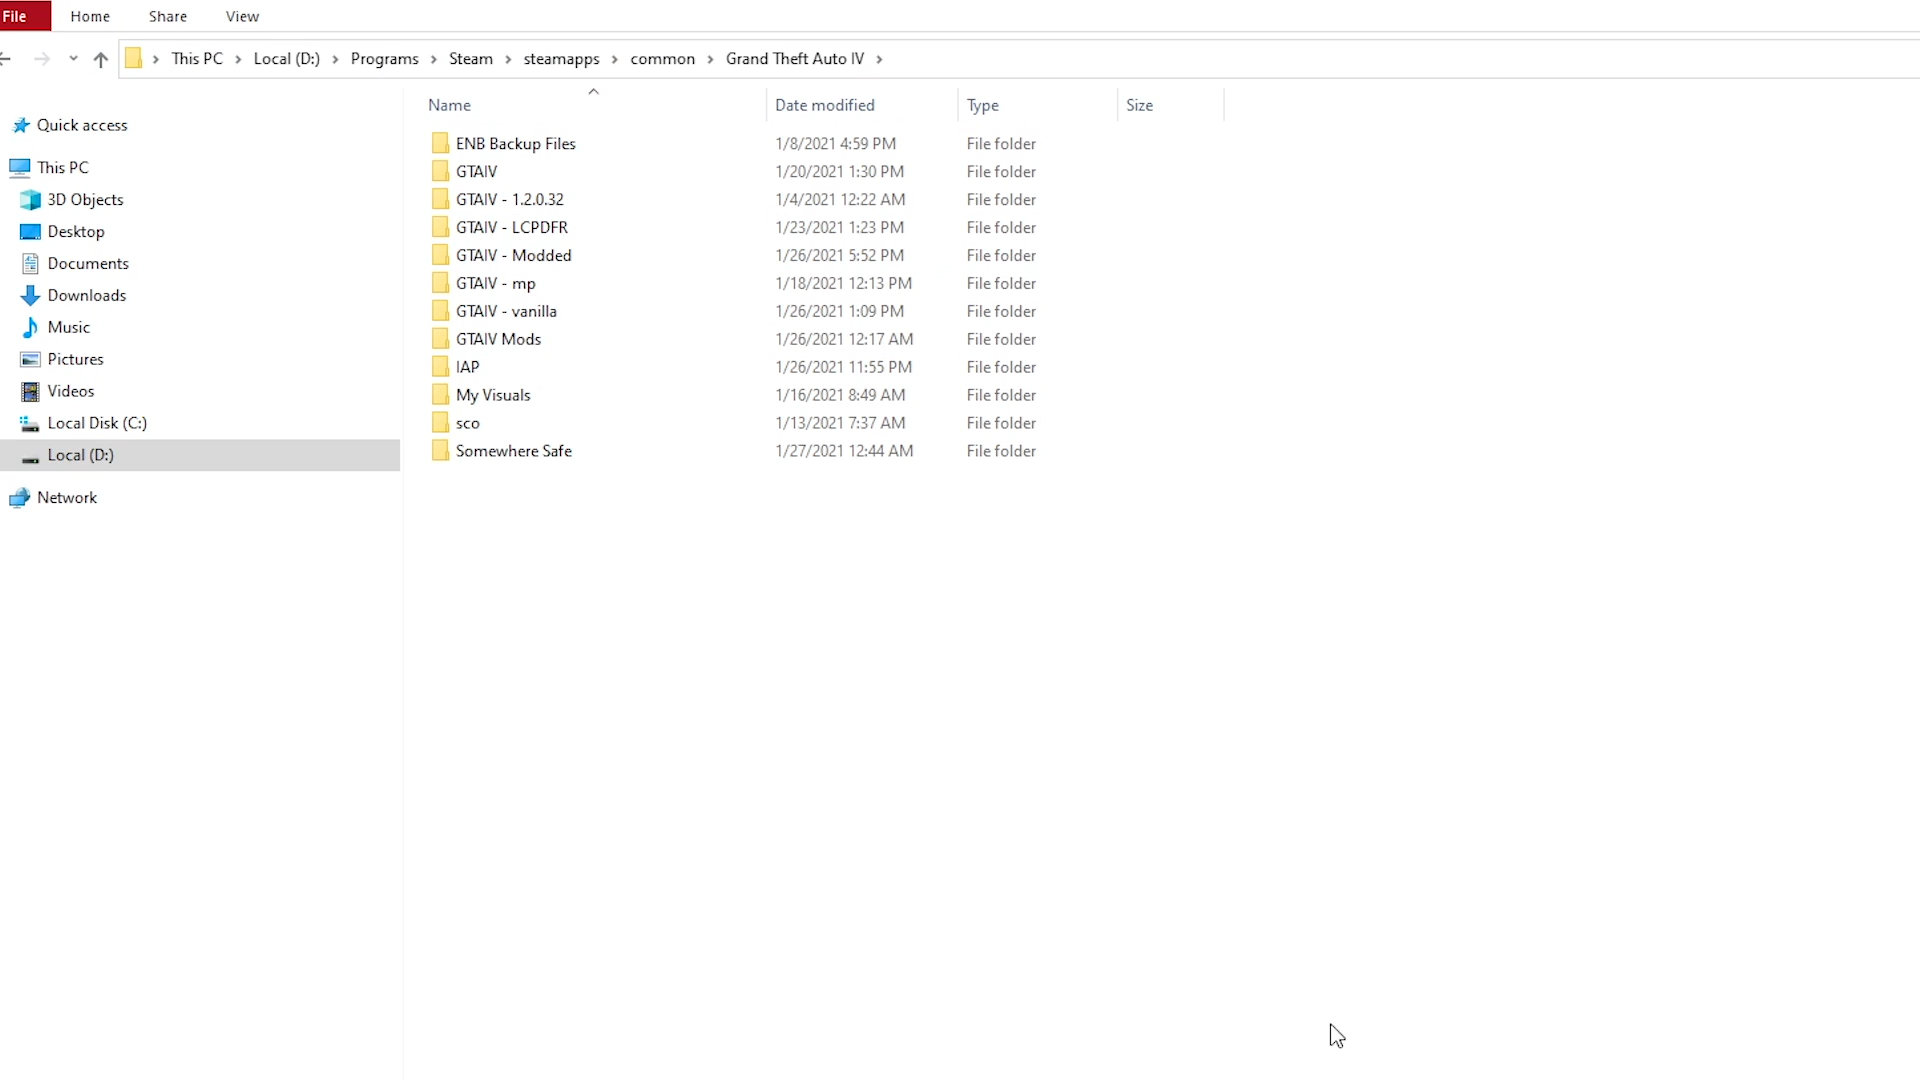 File Home Share View
This PC Local (D:) Programs Steam steamapps common Grand Theft Auto IV
Name Date modified Type Size
Quick access
This PC
3D Objects
Desktop
Documents
Downloads
Music
Pictures
Videos
Local Disk (C:)
Local (D:)
Network
ENB Backup Files 1/8/2021 4:59 PM File folder
GTAIV 1/20/2021 1:30 PM File folder
GTAIV - 1.2.0.32 1/4/2021 12:22 AM File folder
GTAIV - LCPDFR 1/23/2021 1:23 PM File folder
GTAIV - Modded 1/26/2021 5:52 PM File folder
GTAIV - mp 1/18/2021 12:13 PM File folder
GTAIV - vanilla 1/26/2021 1:09 PM File folder
GTAIV Mods 1/26/2021 12:17 AM File folder
IAP 1/26/2021 11:55 PM File folder
My Visuals 1/16/2021 8:49 AM File folder
sco 1/13/2021 7:37 AM File folder
Somewhere Safe 1/27/2021 12:44 AM File folder